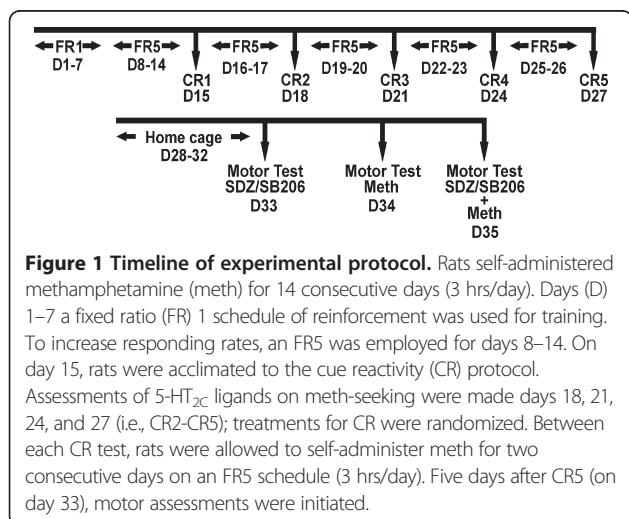 FR1 FR5 FR5 FR5 FR5 FR5
D1-7 D8-14 D16-17 D19-20 D22-23 D25-26
CR1 CR2 CR3 CR4 CR5
D15 D18 D21 D24 D27
Home cage
D28-32
Motor Test Motor Test Motor Test
SDZ/SB206 Meth SDZ/SB206
D33 D34 +
Meth
D35
Figure 1 Timeline of experimental protocol. Rats self-administered
methamphetamine (meth) for 14 consecutive days (3 hrs/day). Days (D)
1–7 a fixed ratio (FR) 1 schedule of reinforcement was used for training.
To increase responding rates, an FR5 was employed for days 8–14. On
day 15, rats were acclimated to the cue reactivity (CR) protocol.
Assessments of 5-HT2C ligands on meth-seeking were made days 18, 21,
24, and 27 (i.e., CR2-CR5); treatments for CR were randomized. Between
each CR test, rats were allowed to self-administer meth for two
consecutive days on an FR5 schedule (3 hrs/day). Five days after CR5 (on
day 33), motor assessments were initiated.